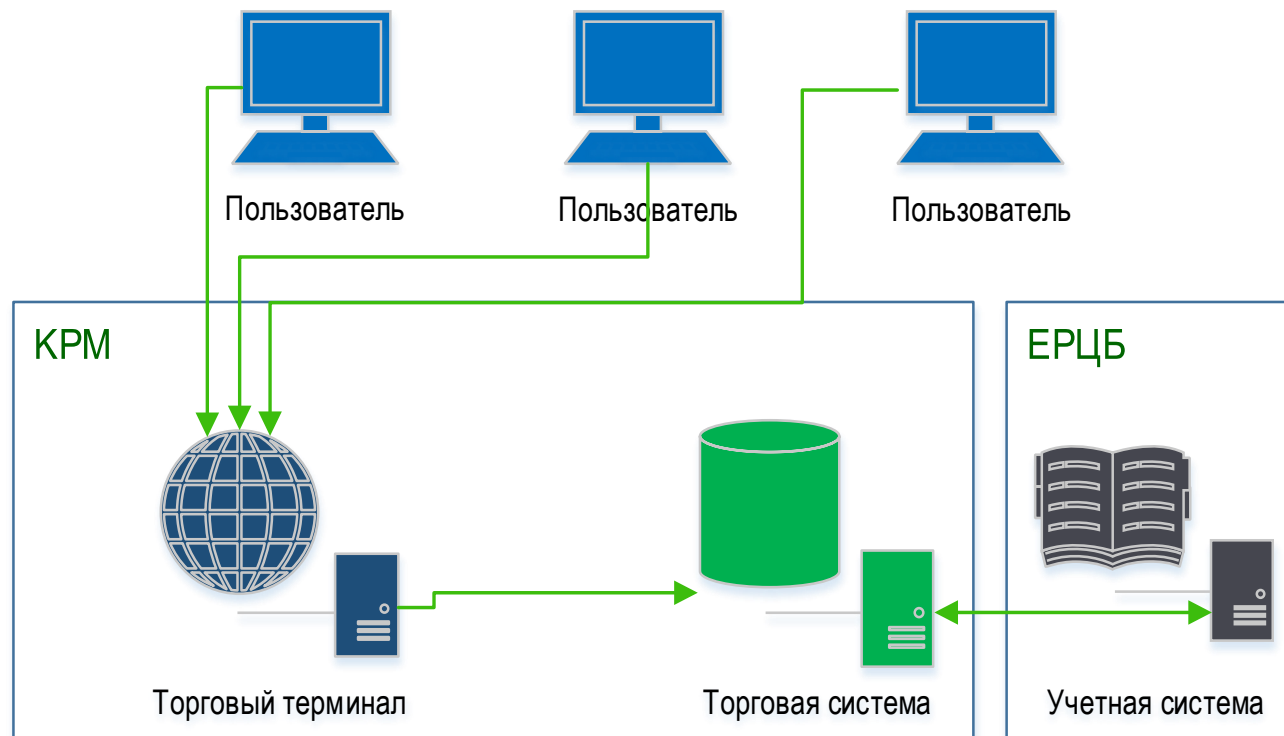 Пользователь
Пользователь
Пользователь
КРМ
ЕРЦБ
Торговый терминал
Торговая система
Учетная система